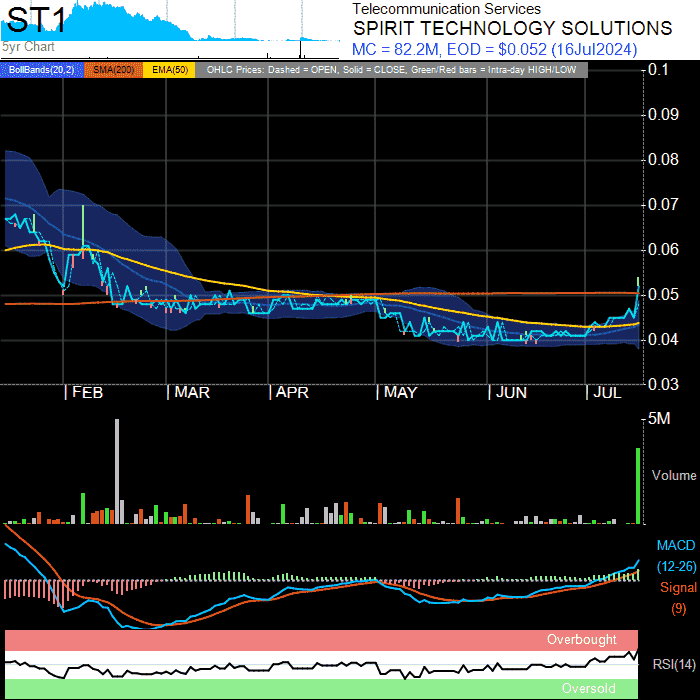 ST1
5yr Chart
Telecommunication Services
SPIRIT TECHNOLOGY SOLUTIONS
MC = 82.2M, EOD = $0.052 (16Jul2024)
BollBands(20,2) SMA(200) EMA(50) OHLC Prices: Dashed = OPEN, Solid = CLOSE, Green/Red bars = Intra-day HIGH/LOW
0.1
0.09
0.08
0.07
0.06
0.05
0.04
0.03
FEB MAR APR MAY JUN JUL
5M
Volume
MACD
(12-26)
Signal
(9)
Overbought
RSI(14)
Oversold